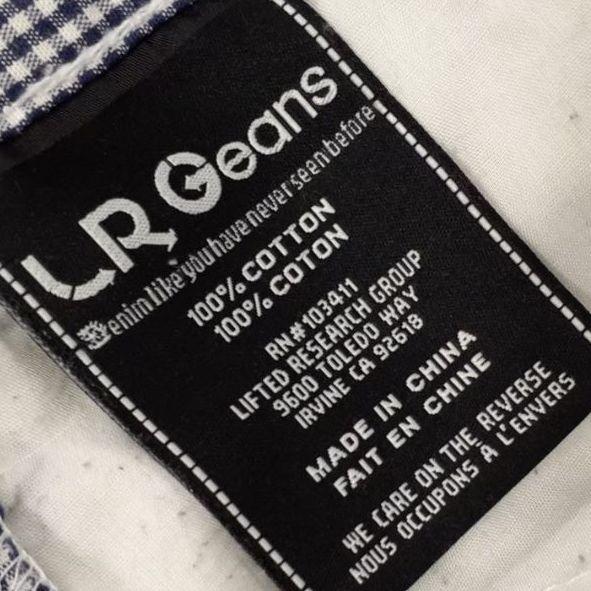 LR Geans
Denim like you have never seen before
100% COTTON
100% COTON
RN#103411
LIFTED RESEARCH GROUP
9600 TOLEDO WAY
IRVINE CA 92618
MADE IN CHINA
FAIT EN CHINE
WE CARE ON THE REVERSE
NOUS OCCUPONS À L'ENVERS